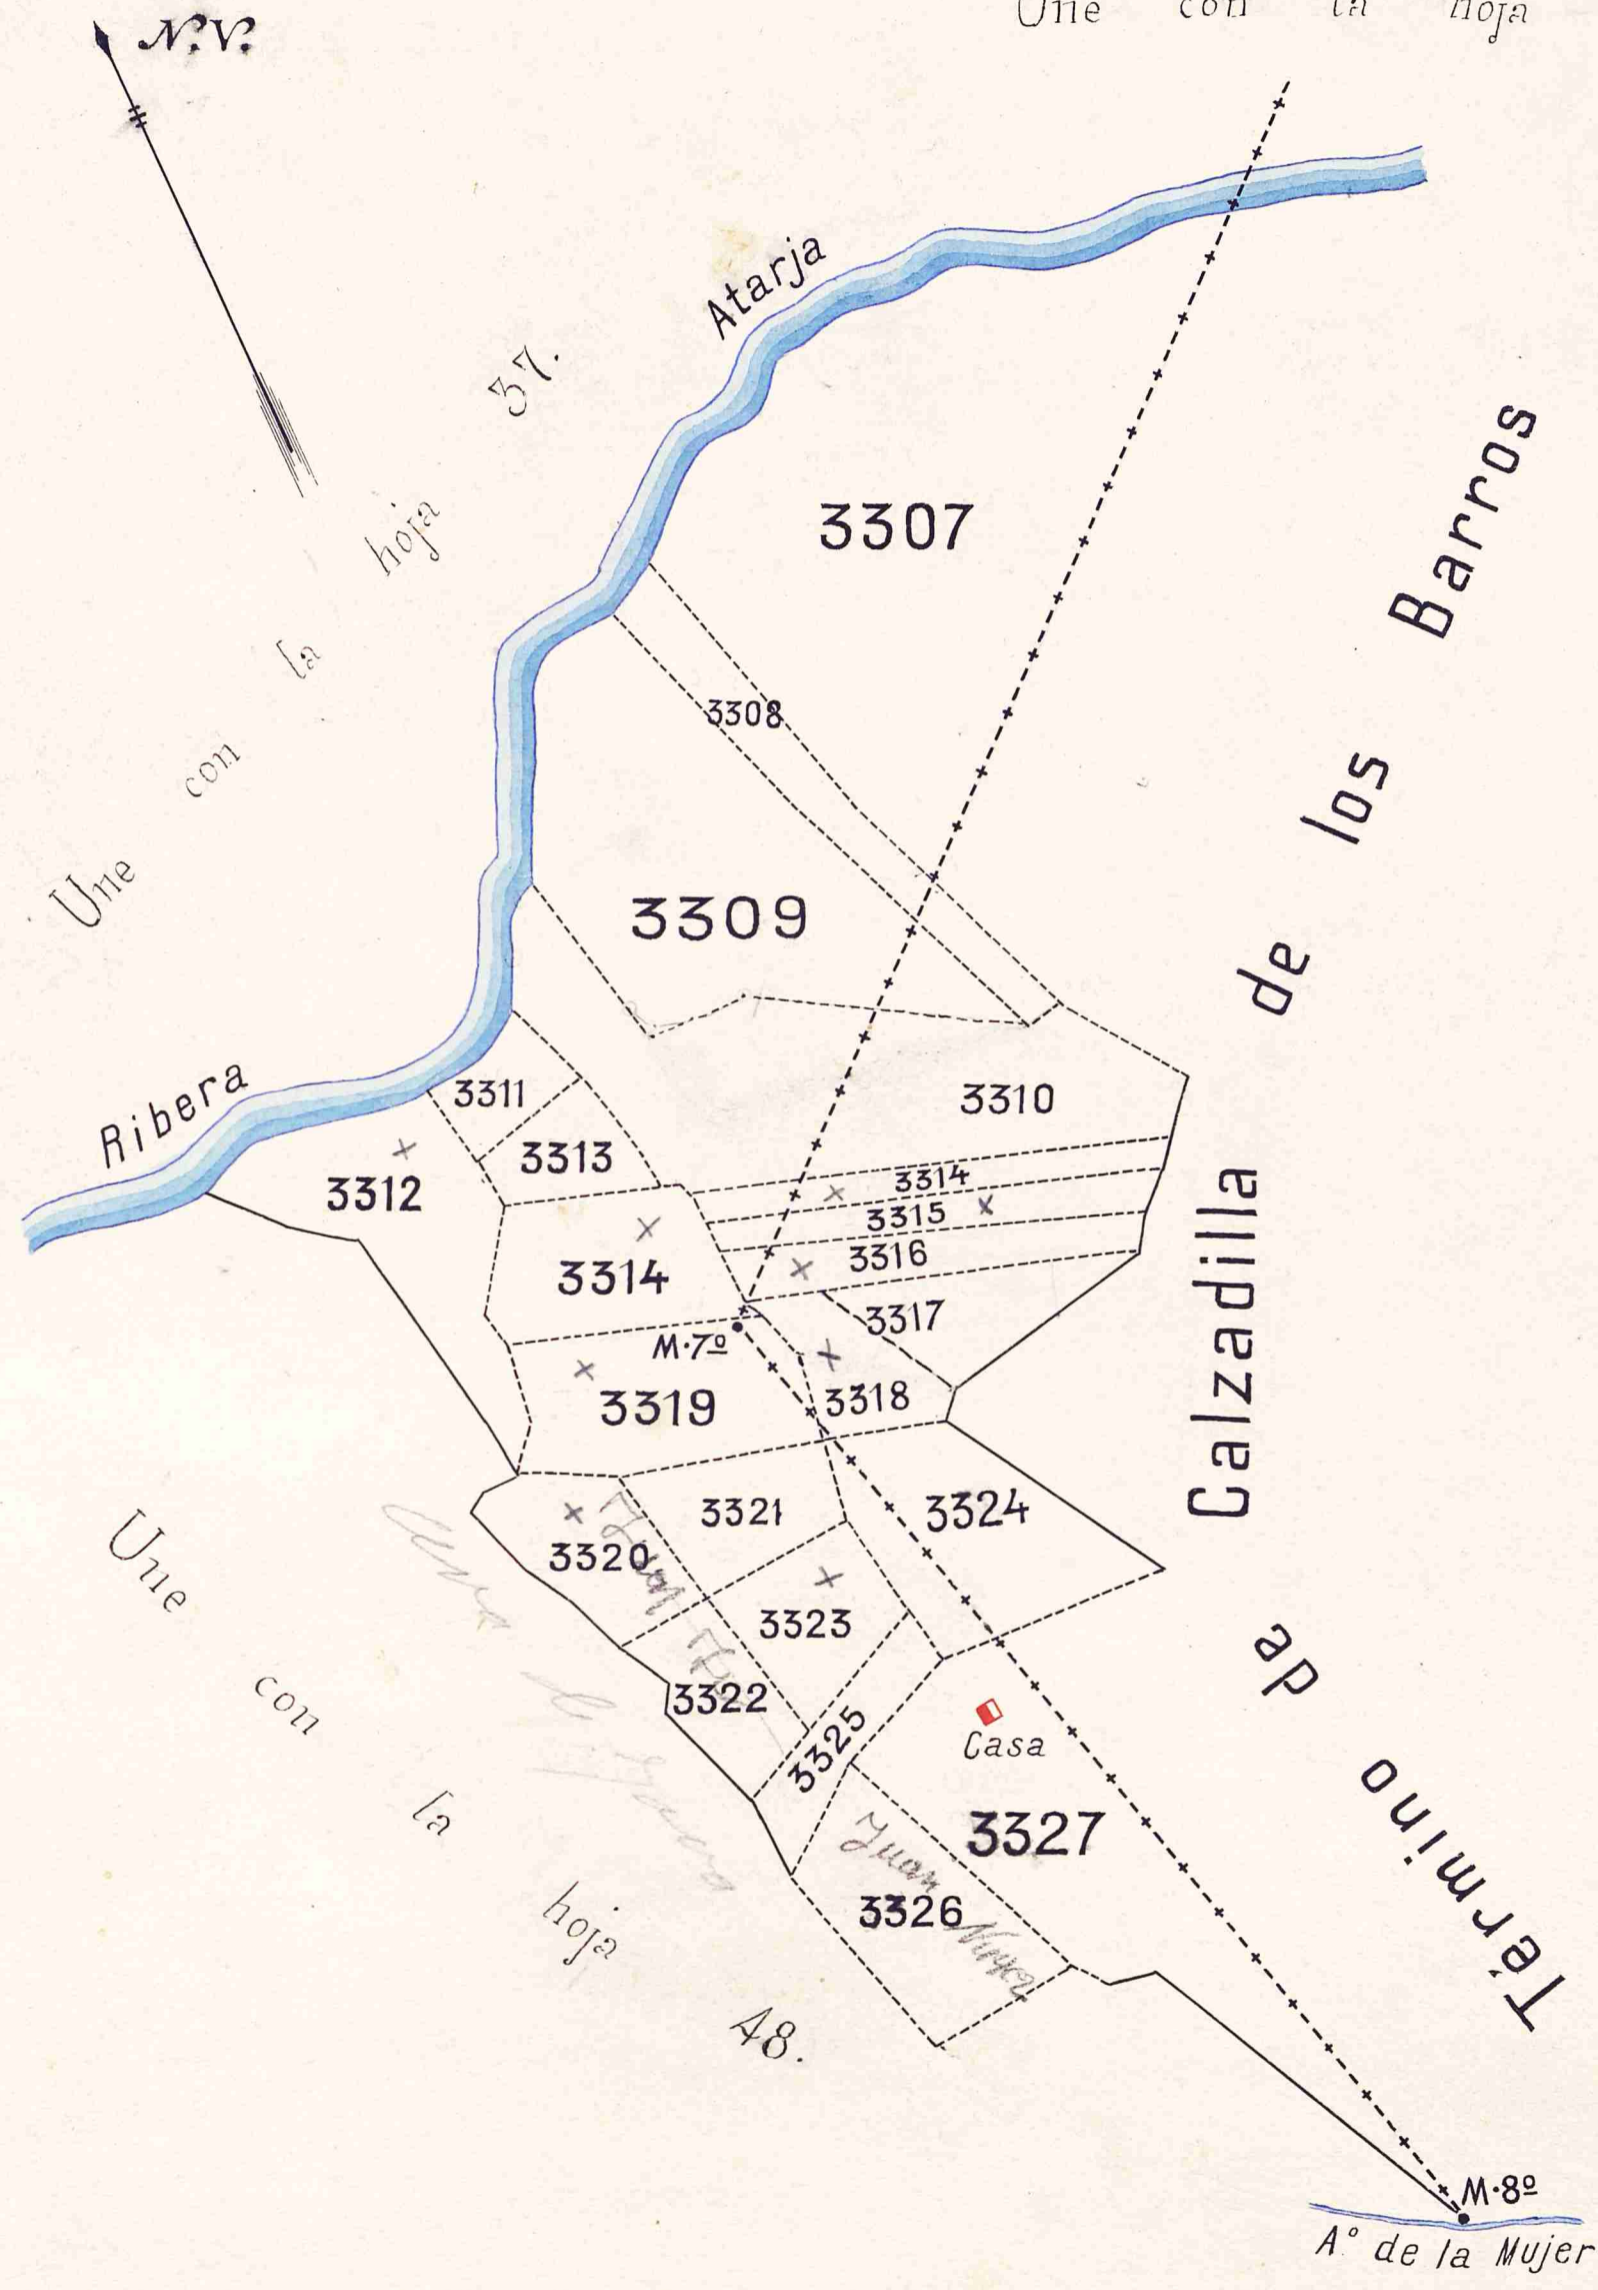 N.V.
Une con la hoja
Ribera Atarja
Une con la hoja 37.
3307
3308
3309
3310
3311
3312
3313
3314
3315
3316
3314
3317
M.7º
3318
3319
3320
3321
3324
3323
3322
3325
Casa
3327
Juan
3326
Une con la hoja 48.
Término de Calzadilla de los Barros
M.8º
A.º de la Mujer